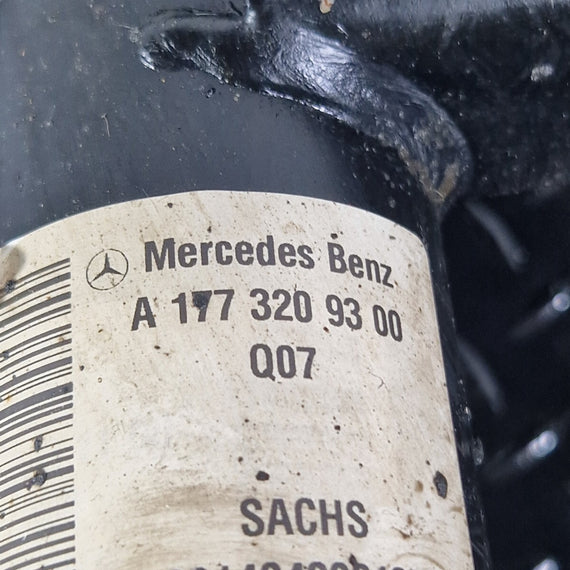 Mercedes Benz
A 177 320 93 00
Q07
SACHS